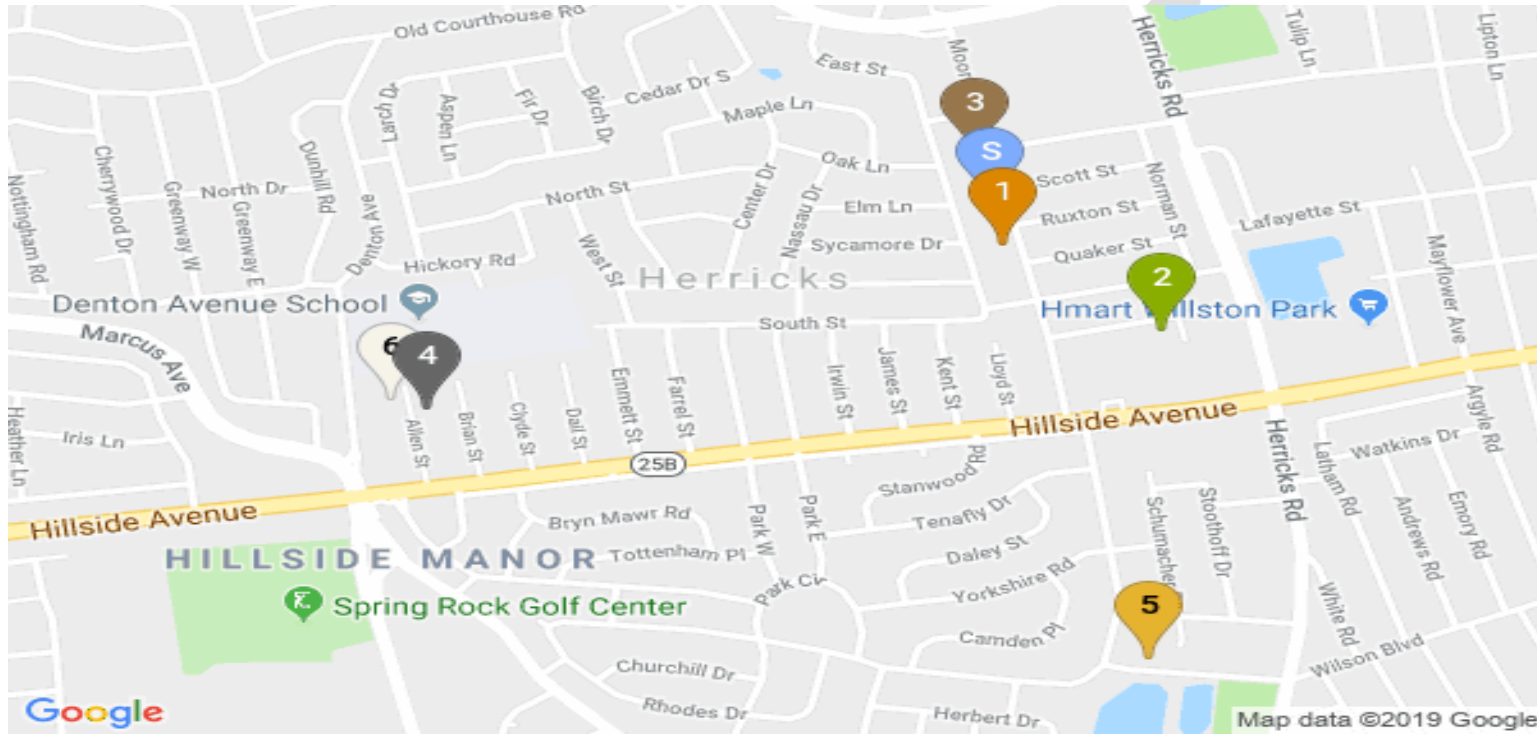 Old Courthouse Rd
Tulip Ln
Lipton Ln
Herricks Rd
East St
Cedar Dr S
Birch Dr
Fir Dr
Aspen Ln
Larch Dr
Maple Ln
3
S
1
Oak Ln
Scott St
Norman St
Dunhill Rd
Cherrywood Dr
Nottingham Rd
North Dr
Greenway W
Greenway E
North St
Center Dr
Nassau Dr
Elm Ln
Ruxton St
Lafayette St
Denton Ave
Hickory Rd
West St
Sycamore Dr
Quaker St
Mayflower Ave
Herricks
2
Denton Avenue School
Hmart
Park
South St
Marcus Ave
6
4
Lloyd St
Kent St
James St
Irwin St
Farrel St
Emmett St
Dail St
Clyde St
Brian St
Allen St
Heather Ln
Iris Ln
Hillside Avenue
Argyle Rd
Watkins Dr
Latham Rd
Herricks Rd
25B
Stanwood Rd
Hillside Avenue
Bryn Mawr Rd
Park W
Park E
Tenafly Dr
Schumacher
Stoothoff Dr
Andrews Rd
Emory Rd
HILLSIDE MANOR
Tottenham Pl
Daley St
Park Cir
Yorkshire Rd
Spring Rock Golf Center
5
White Rd
Camden Pl
Wilson Blvd
Churchill Dr
Rhodes Dr
Herbert Dr
Google
Map data ©2019 Google